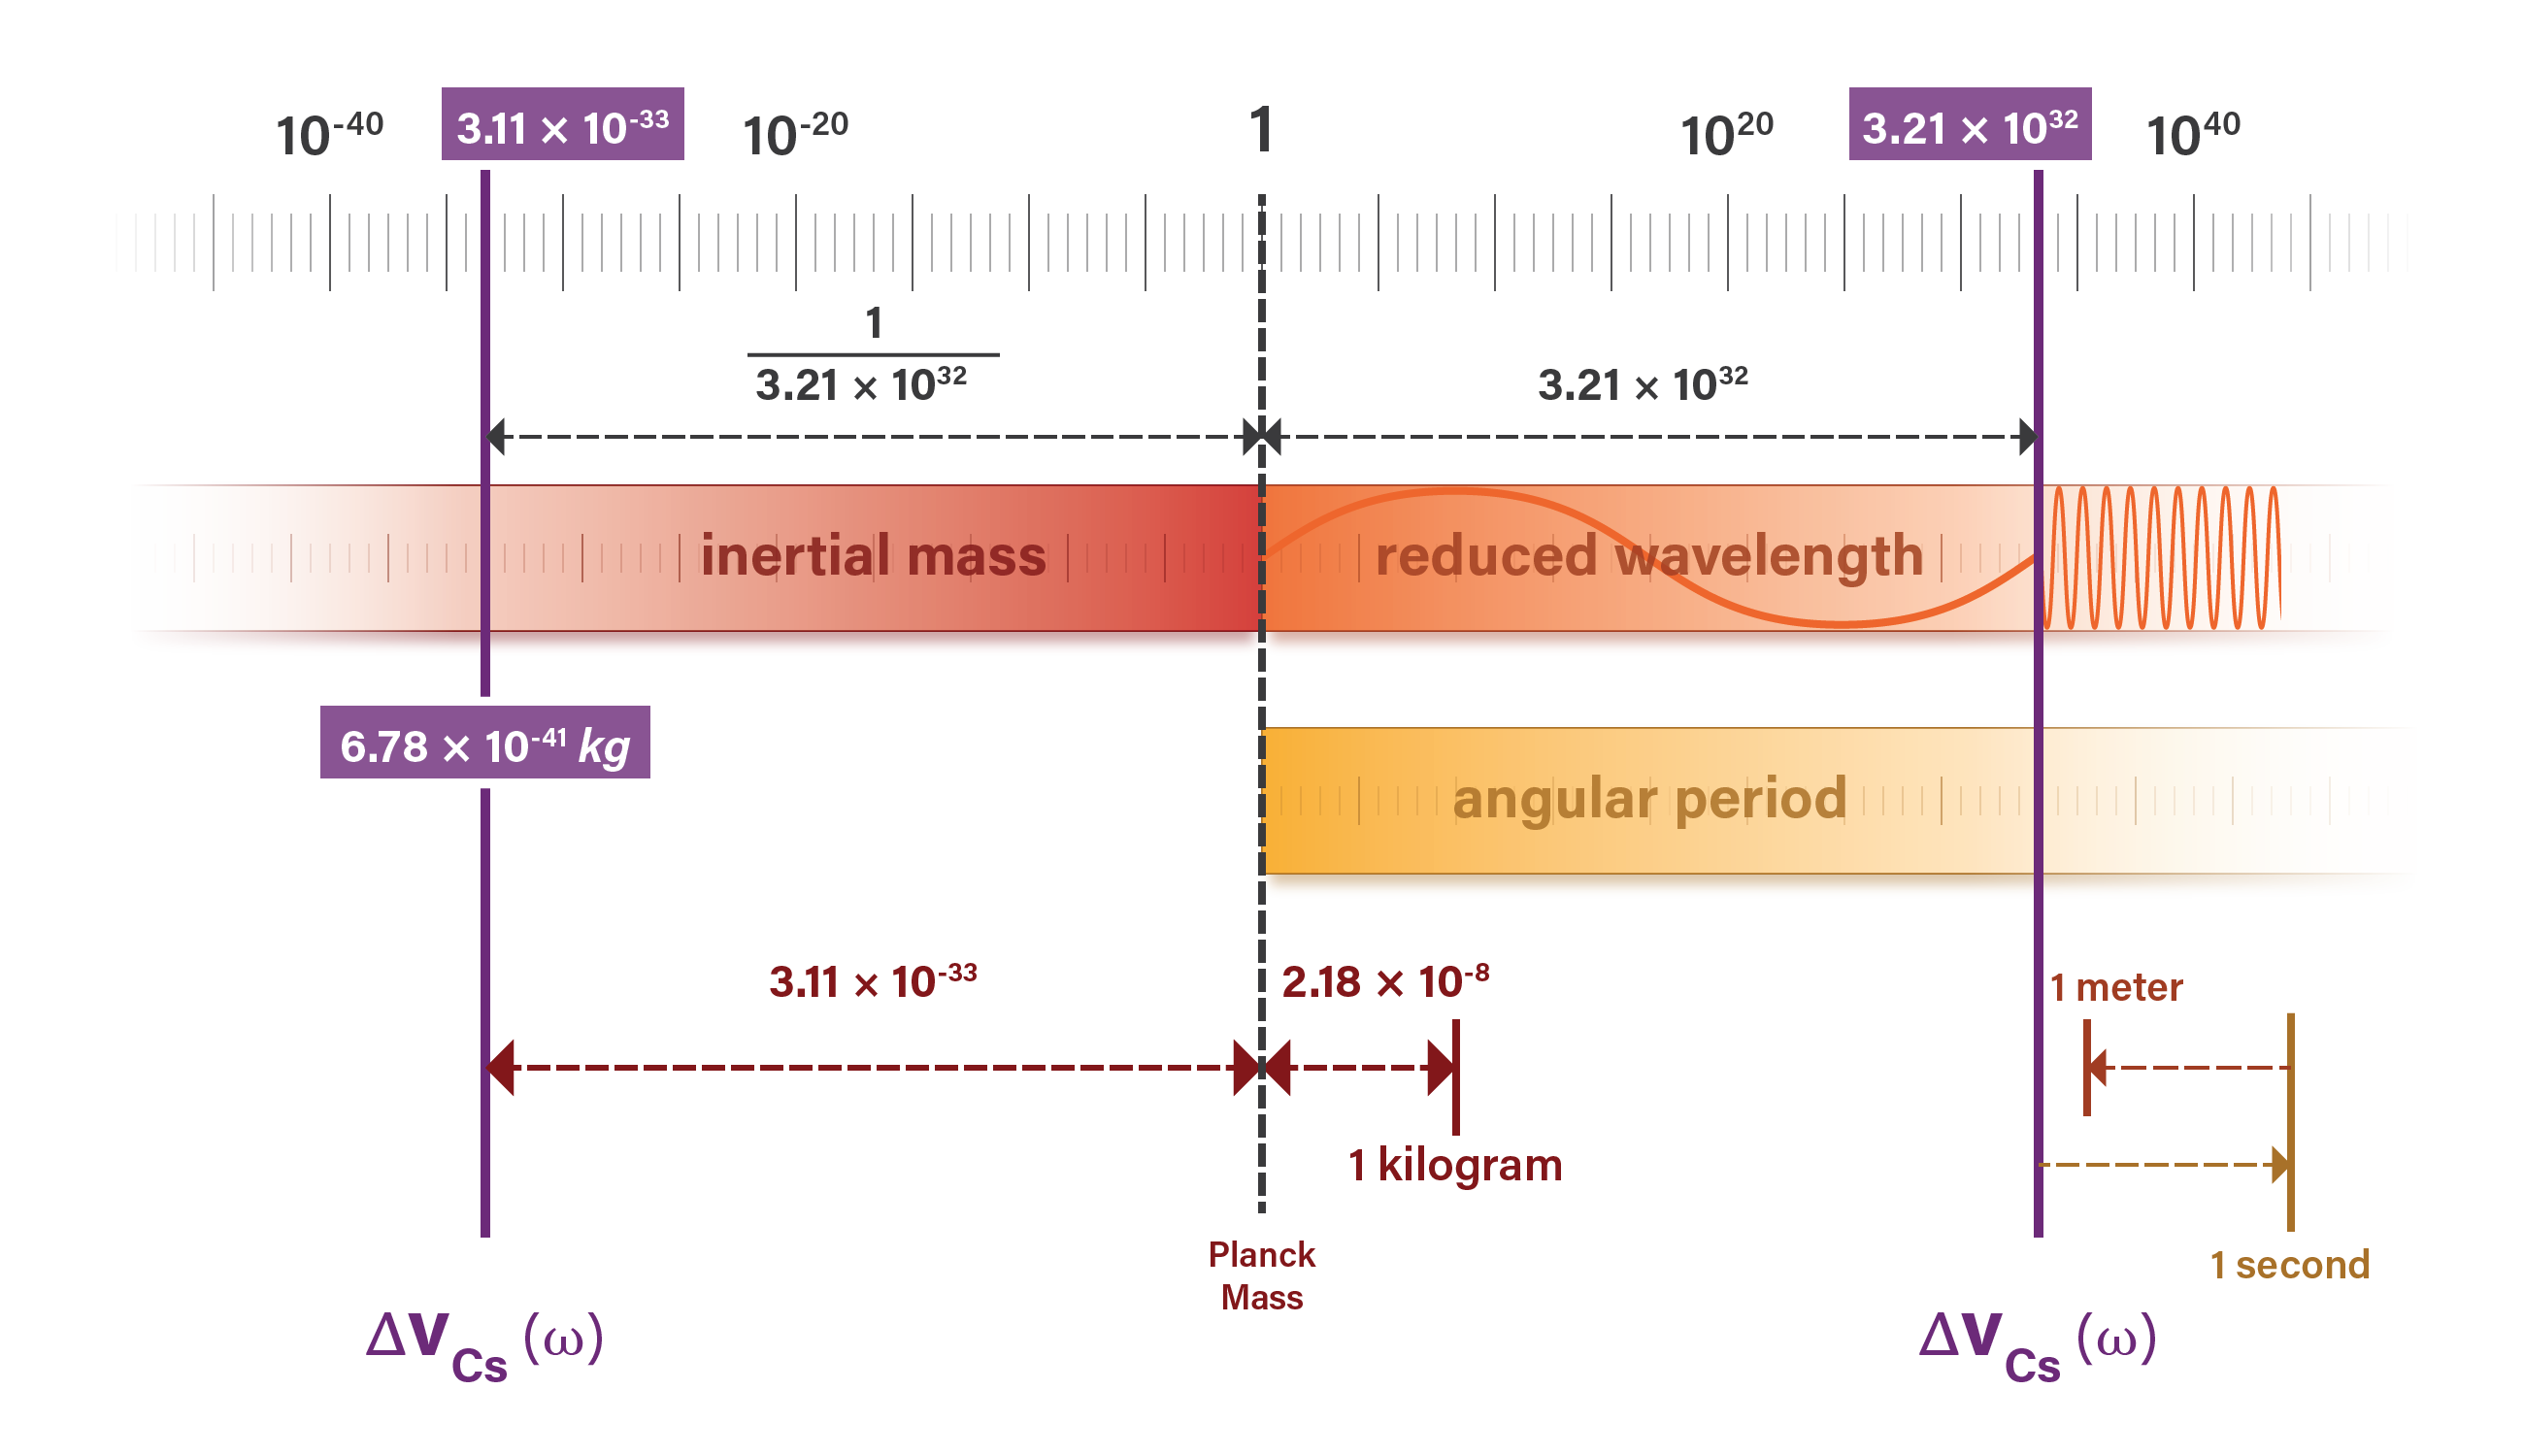 10⁻⁴⁰ 3.11 × 10⁻³³ 10⁻²⁰ 1 10²⁰ 3.21 × 10³² 10⁴⁰
1
3.21 × 10³²
3.21 × 10³²
inertial mass
reduced wavelength
6.78 × 10⁻⁴¹ kg
angular period
3.11 × 10⁻³³
2.18 × 10⁻⁸
1 meter
1 kilogram
Planck
Mass
1 second
ΔV_Cs (ω)
ΔV_Cs (ω)